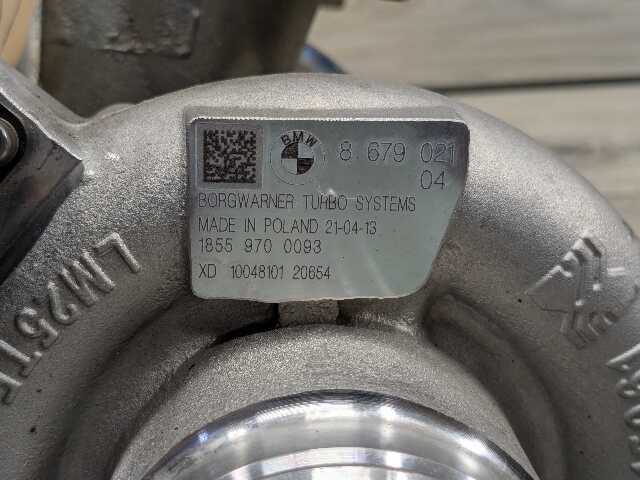 BMW
8 679 021
04
BORGWARNER TURBO SYSTEMS
MADE IN POLAND 21-04-13
1855 970 0093
XD 10048101 20654
LM25TF